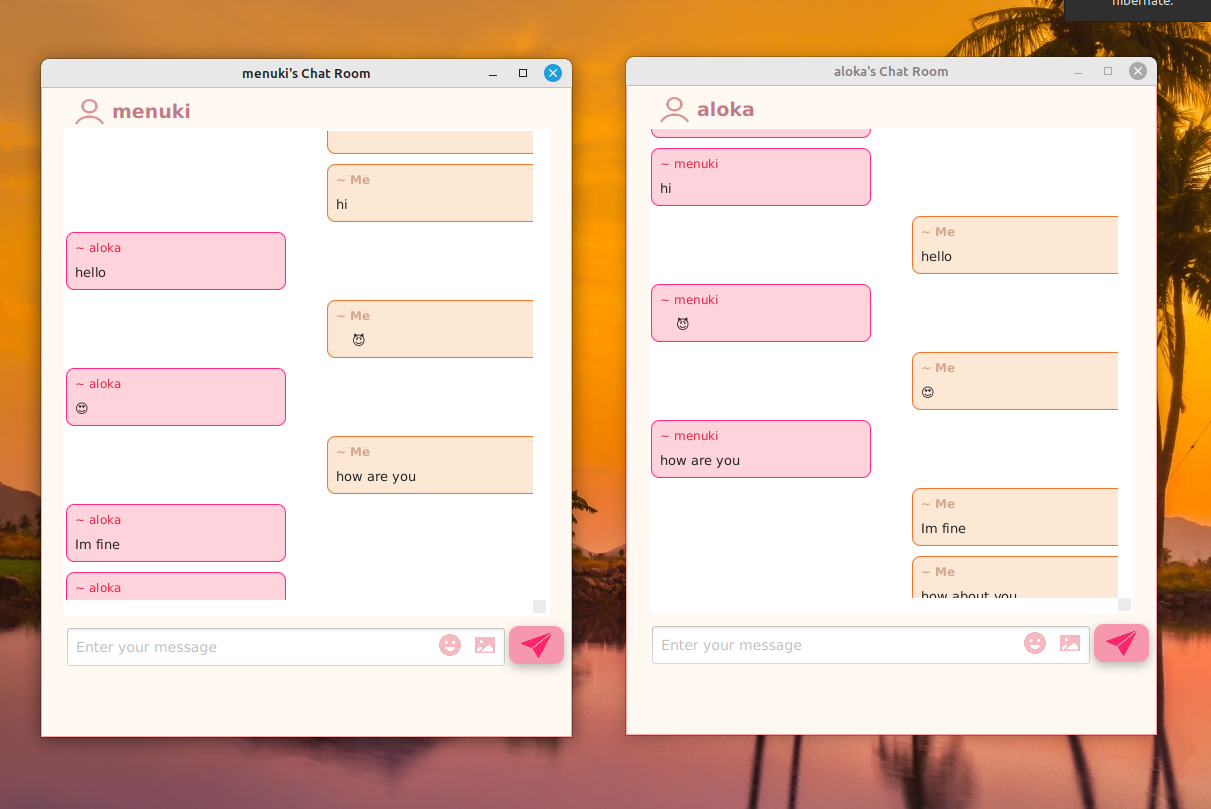 hibernate.
menuki's Chat Room
menuki
~ Me
hi
~ aloka
hello
~ Me
😈
~ aloka
😍
~ Me
how are you
~ aloka
Im fine
~ aloka
Enter your message
aloka's Chat Room
aloka
~ menuki
hi
~ Me
hello
~ menuki
😈
~ Me
😍
~ menuki
how are you
~ Me
Im fine
~ Me
how about you
Enter your message